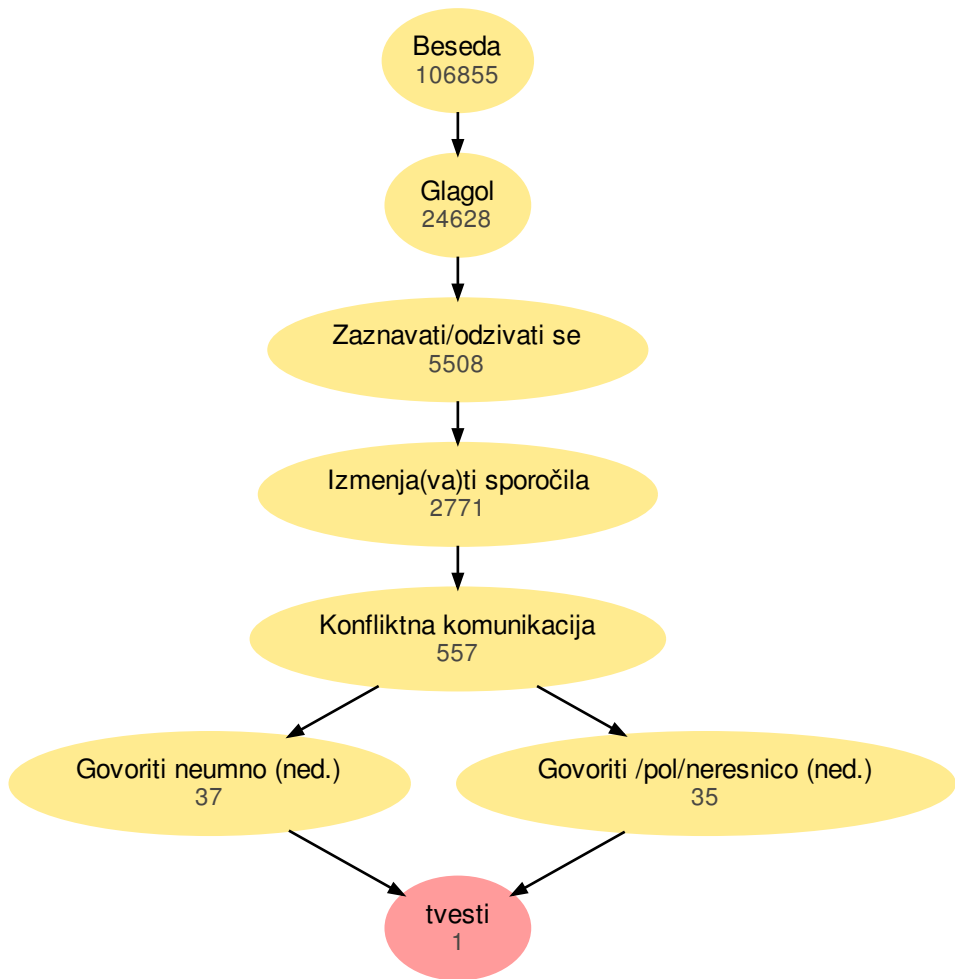 Beseda
106855
Glagol
24628
Zaznavati/odzivati se
5508
Izmenja(va)ti sporočila
2771
Konfliktna komunikacija
557
Govoriti neumno (ned.)
37
Govoriti /pol/neresnico (ned.)
35
tvesti
1